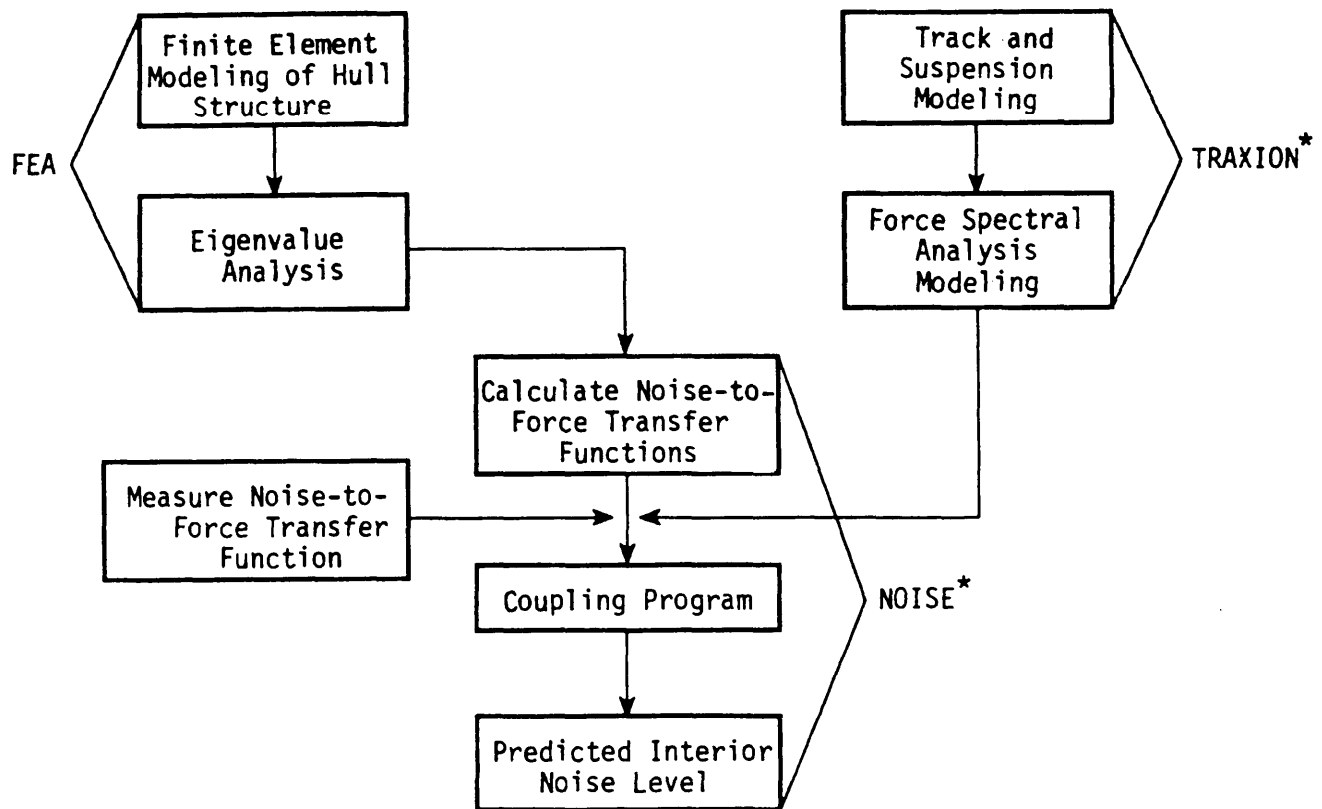 Finite Element
Modeling of Hull
Structure
Track and
Suspension
Modeling
FEA
TRAXION*
Eigenvalue
Analysis
Force Spectral
Analysis
Modeling
Calculate Noise-to-
Force Transfer
Functions
Measure Noise-to-
Force Transfer
Function
Coupling Program
NOISE*
Predicted Interior
Noise Level